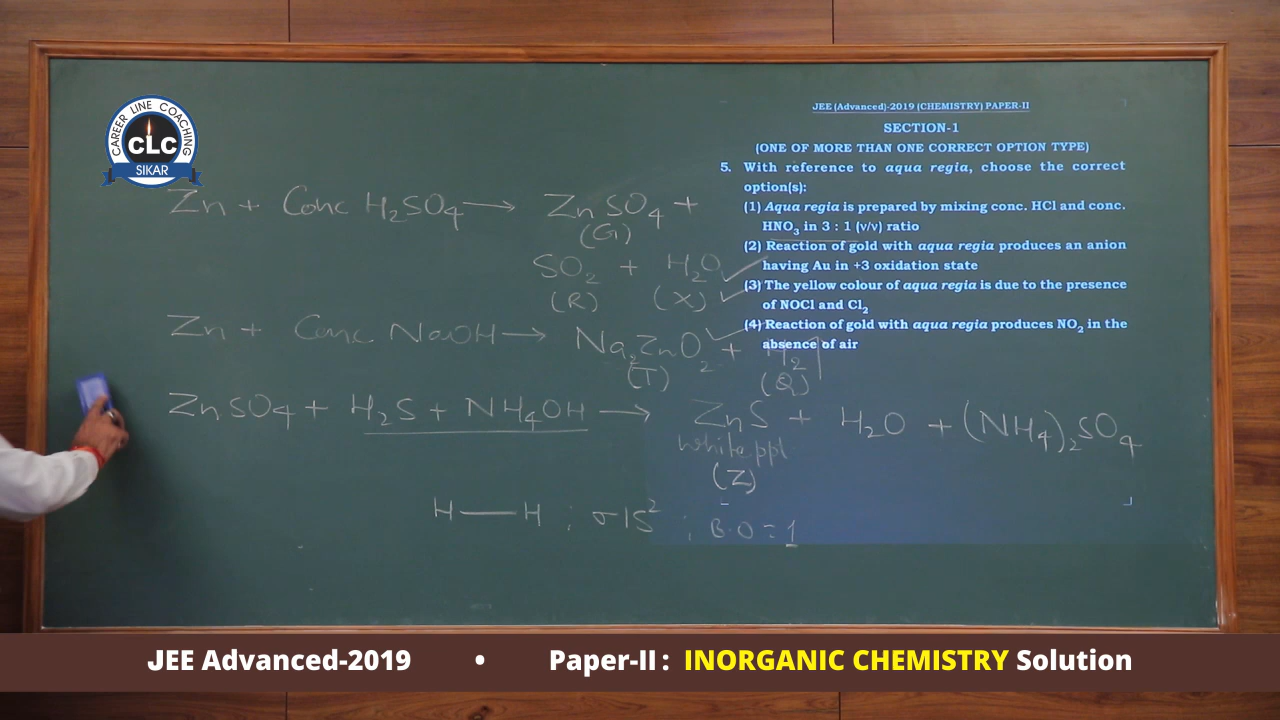 CAREER LINE COACHING
CLC
SIKAR
JEE (Advanced)-2019 (CHEMISTRY) PAPER-II
SECTION-1
(ONE OF MORE THAN ONE CORRECT OPTION TYPE)
5. With reference to aqua regia, choose the correct
option(s):
(1) Aqua regia is prepared by mixing conc. HCl and conc.
HNO3 in 3 : 1 (v/v) ratio
(2) Reaction of gold with aqua regia produces an anion
having Au in +3 oxidation state
(3) The yellow colour of aqua regia is due to the presence
of NOCl and Cl2
(4) Reaction of gold with aqua regia produces NO2 in the
absence of air
Zn + Conc H2SO4 → ZnSO4 +
(G)
SO2 + H2O
(R) (X)
Zn + Conc NaOH → Na2ZnO2 + H2↑
(T) (Q)
ZnSO4 + H2S + NH4OH → ZnS + H2O + (NH4)2SO4
white ppt
(Z)
H—H ; σ1s² ; B.O = 1
JEE Advanced-2019 • Paper-II : INORGANIC CHEMISTRY Solution